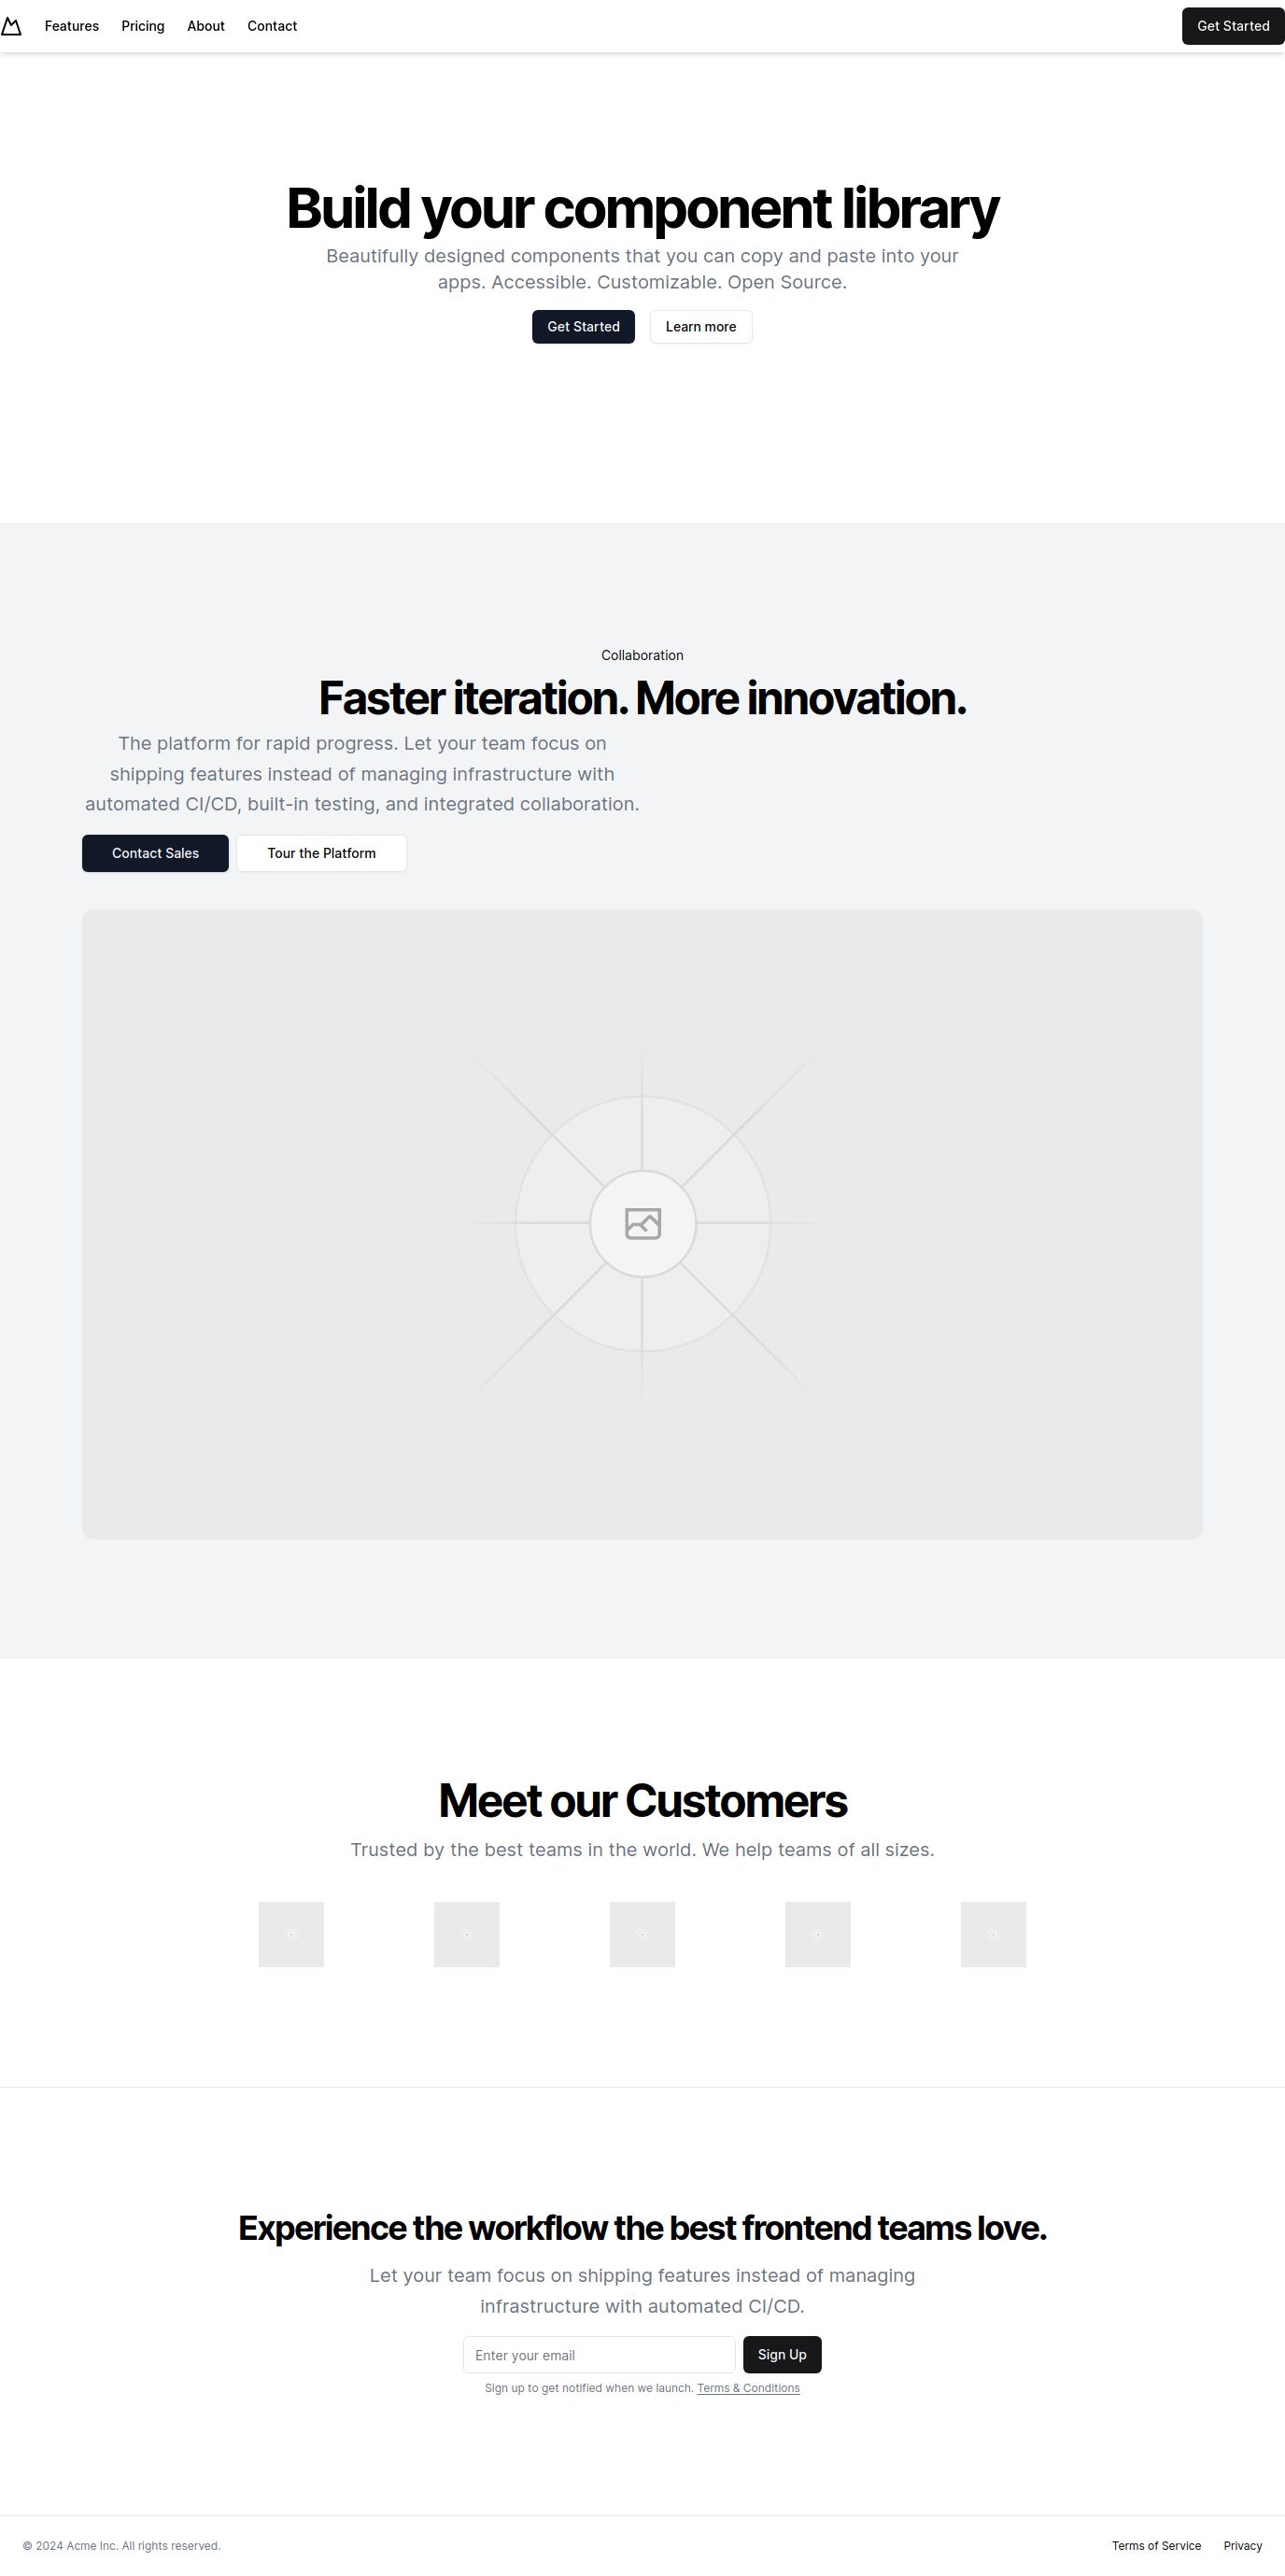 Features Pricing About Contact Get Started
Build your component library
Beautifully designed components that you can copy and paste into your
apps. Accessible. Customizable. Open Source.
Get Started Learn more
Collaboration
Faster iteration. More innovation.
The platform for rapid progress. Let your team focus on
shipping features instead of managing infrastructure with
automated CI/CD, built-in testing, and integrated collaboration.
Contact Sales Tour the Platform
Meet our Customers
Trusted by the best teams in the world. We help teams of all sizes.
Experience the workflow the best frontend teams love.
Let your team focus on shipping features instead of managing
infrastructure with automated CI/CD.
Enter your email Sign Up
Sign up to get notified when we launch. Terms & Conditions
© 2024 Acme Inc. All rights reserved. Terms of Service Privacy